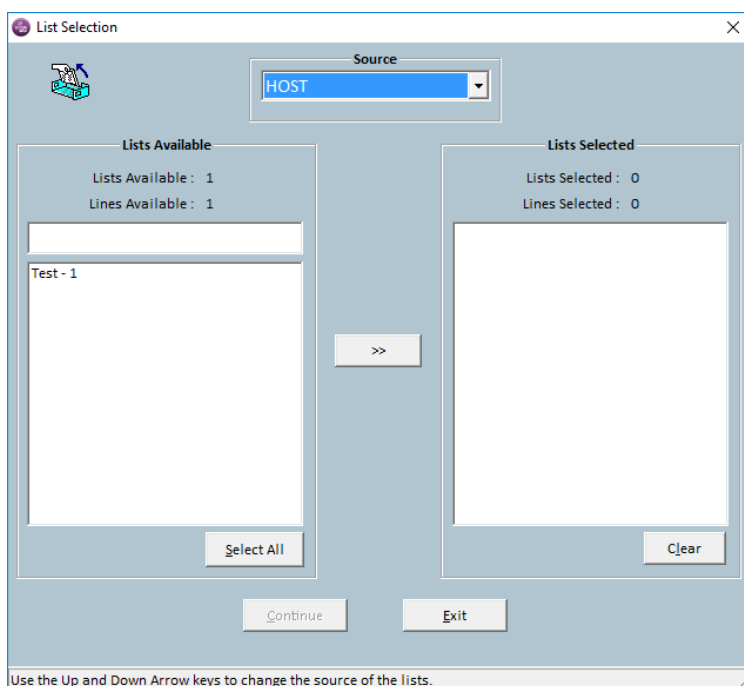 List Selection
Source
HOST
Lists Available
Lists Available : 1
Lines Available : 1
Test - 1
Select All
>>
Lists Selected
Lists Selected : 0
Lines Selected : 0
Clear
Continue
Exit
Use the Up and Down Arrow keys to change the source of the lists.